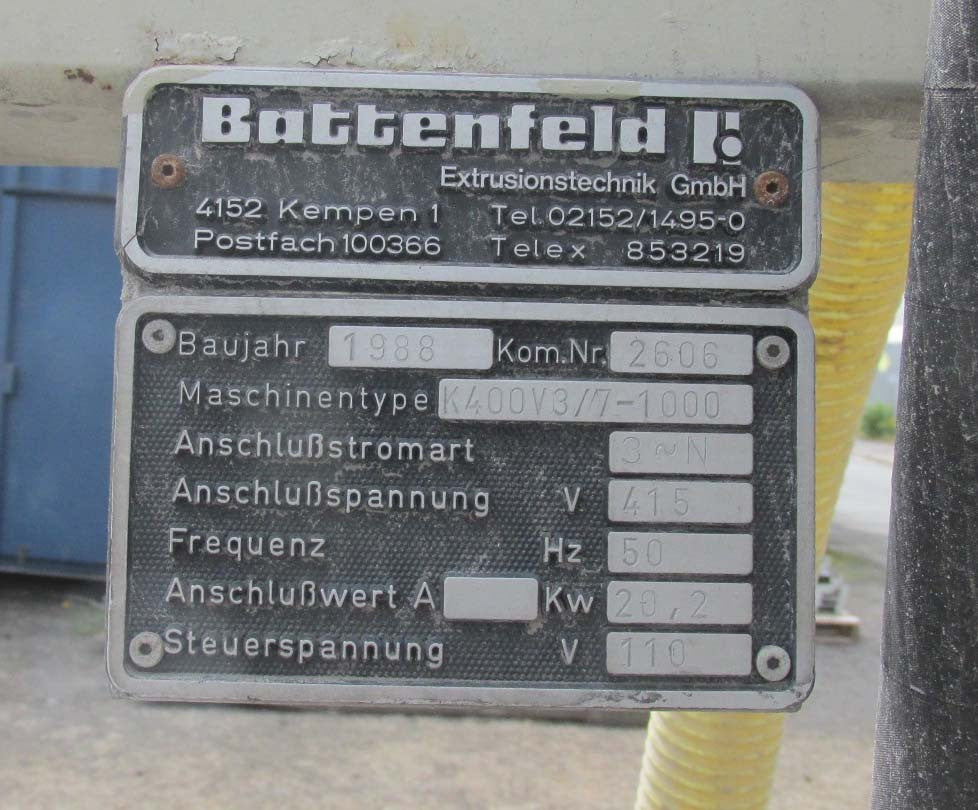 Battenfeld
Extrusionstechnik GmbH
4152 Kempen 1 Tel. 02152/1495-0
Postfach 100366 Telex 853219
Baujahr 1988 Kom.Nr. 2606
Maschinentype K400V3/7-1000
Anschlußstromart 3~N
Anschlußspannung V 415
Frequenz Hz 50
Anschlußwert A Kw 20,2
Steuerspannung V 110